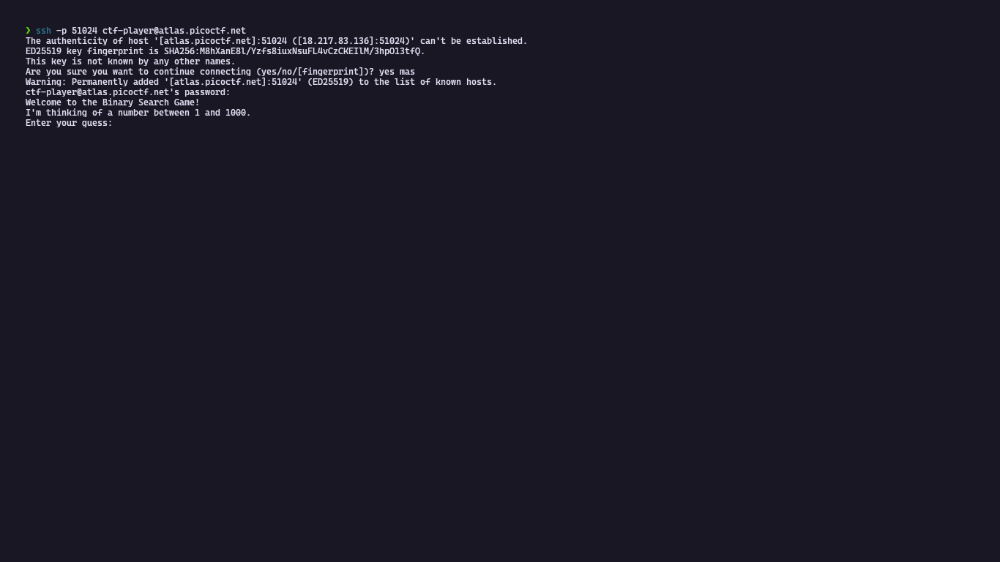 ❯ ssh -p 51024 ctf-player@atlas.picoctf.net
The authenticity of host '[atlas.picoctf.net]:51024 ([18.217.83.136]:51024)' can't be established.
ED25519 key fingerprint is SHA256:M8hXanE8l/Yzfs8iuxNsuFL4vCzCKEIlM/3hpO13tfQ.
This key is not known by any other names.
Are you sure you want to continue connecting (yes/no/[fingerprint])? yes mas
Warning: Permanently added '[atlas.picoctf.net]:51024' (ED25519) to the list of known hosts.
ctf-player@atlas.picoctf.net's password:
Welcome to the Binary Search Game!
I'm thinking of a number between 1 and 1000.
Enter your guess: